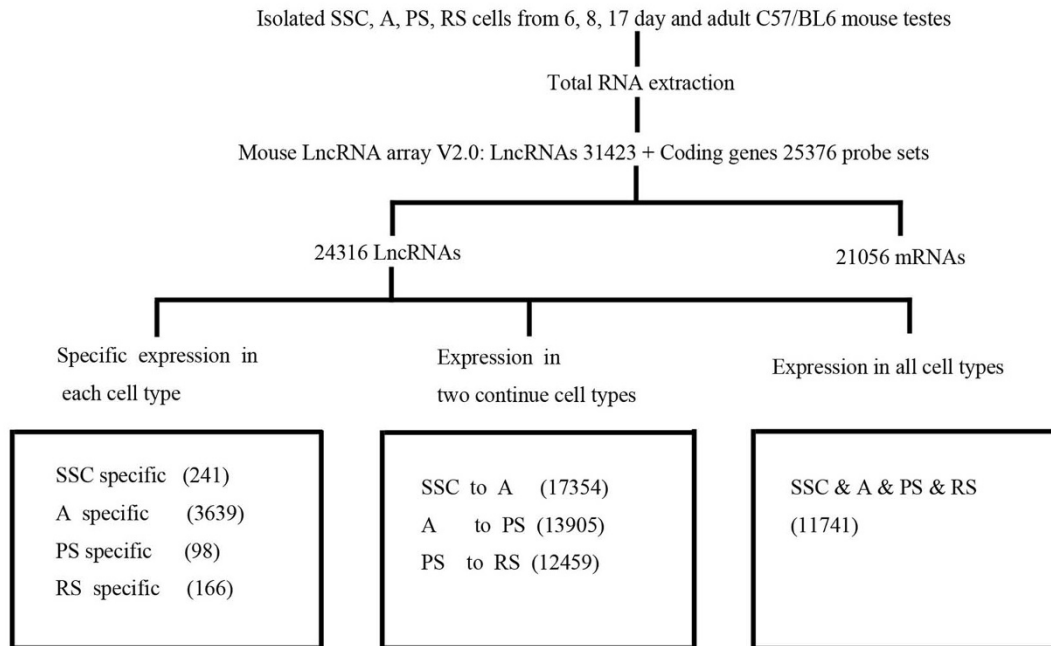 Isolated SSC, A, PS, RS cells from 6, 8, 17 day and adult C57/BL6 mouse testes
Total RNA extraction
Mouse LncRNA array V2.0: LncRNAs 31423 + Coding genes 25376 probe sets
24316 LncRNAs
21056 mRNAs
Specific expression in
each cell type
Expression in
two continue cell types
Expression in all cell types
SSC specific (241)
A specific (3639)
PS specific (98)
RS specific (166)
SSC to A (17354)
A to PS (13905)
PS to RS (12459)
SSC & A & PS & RS
(11741)